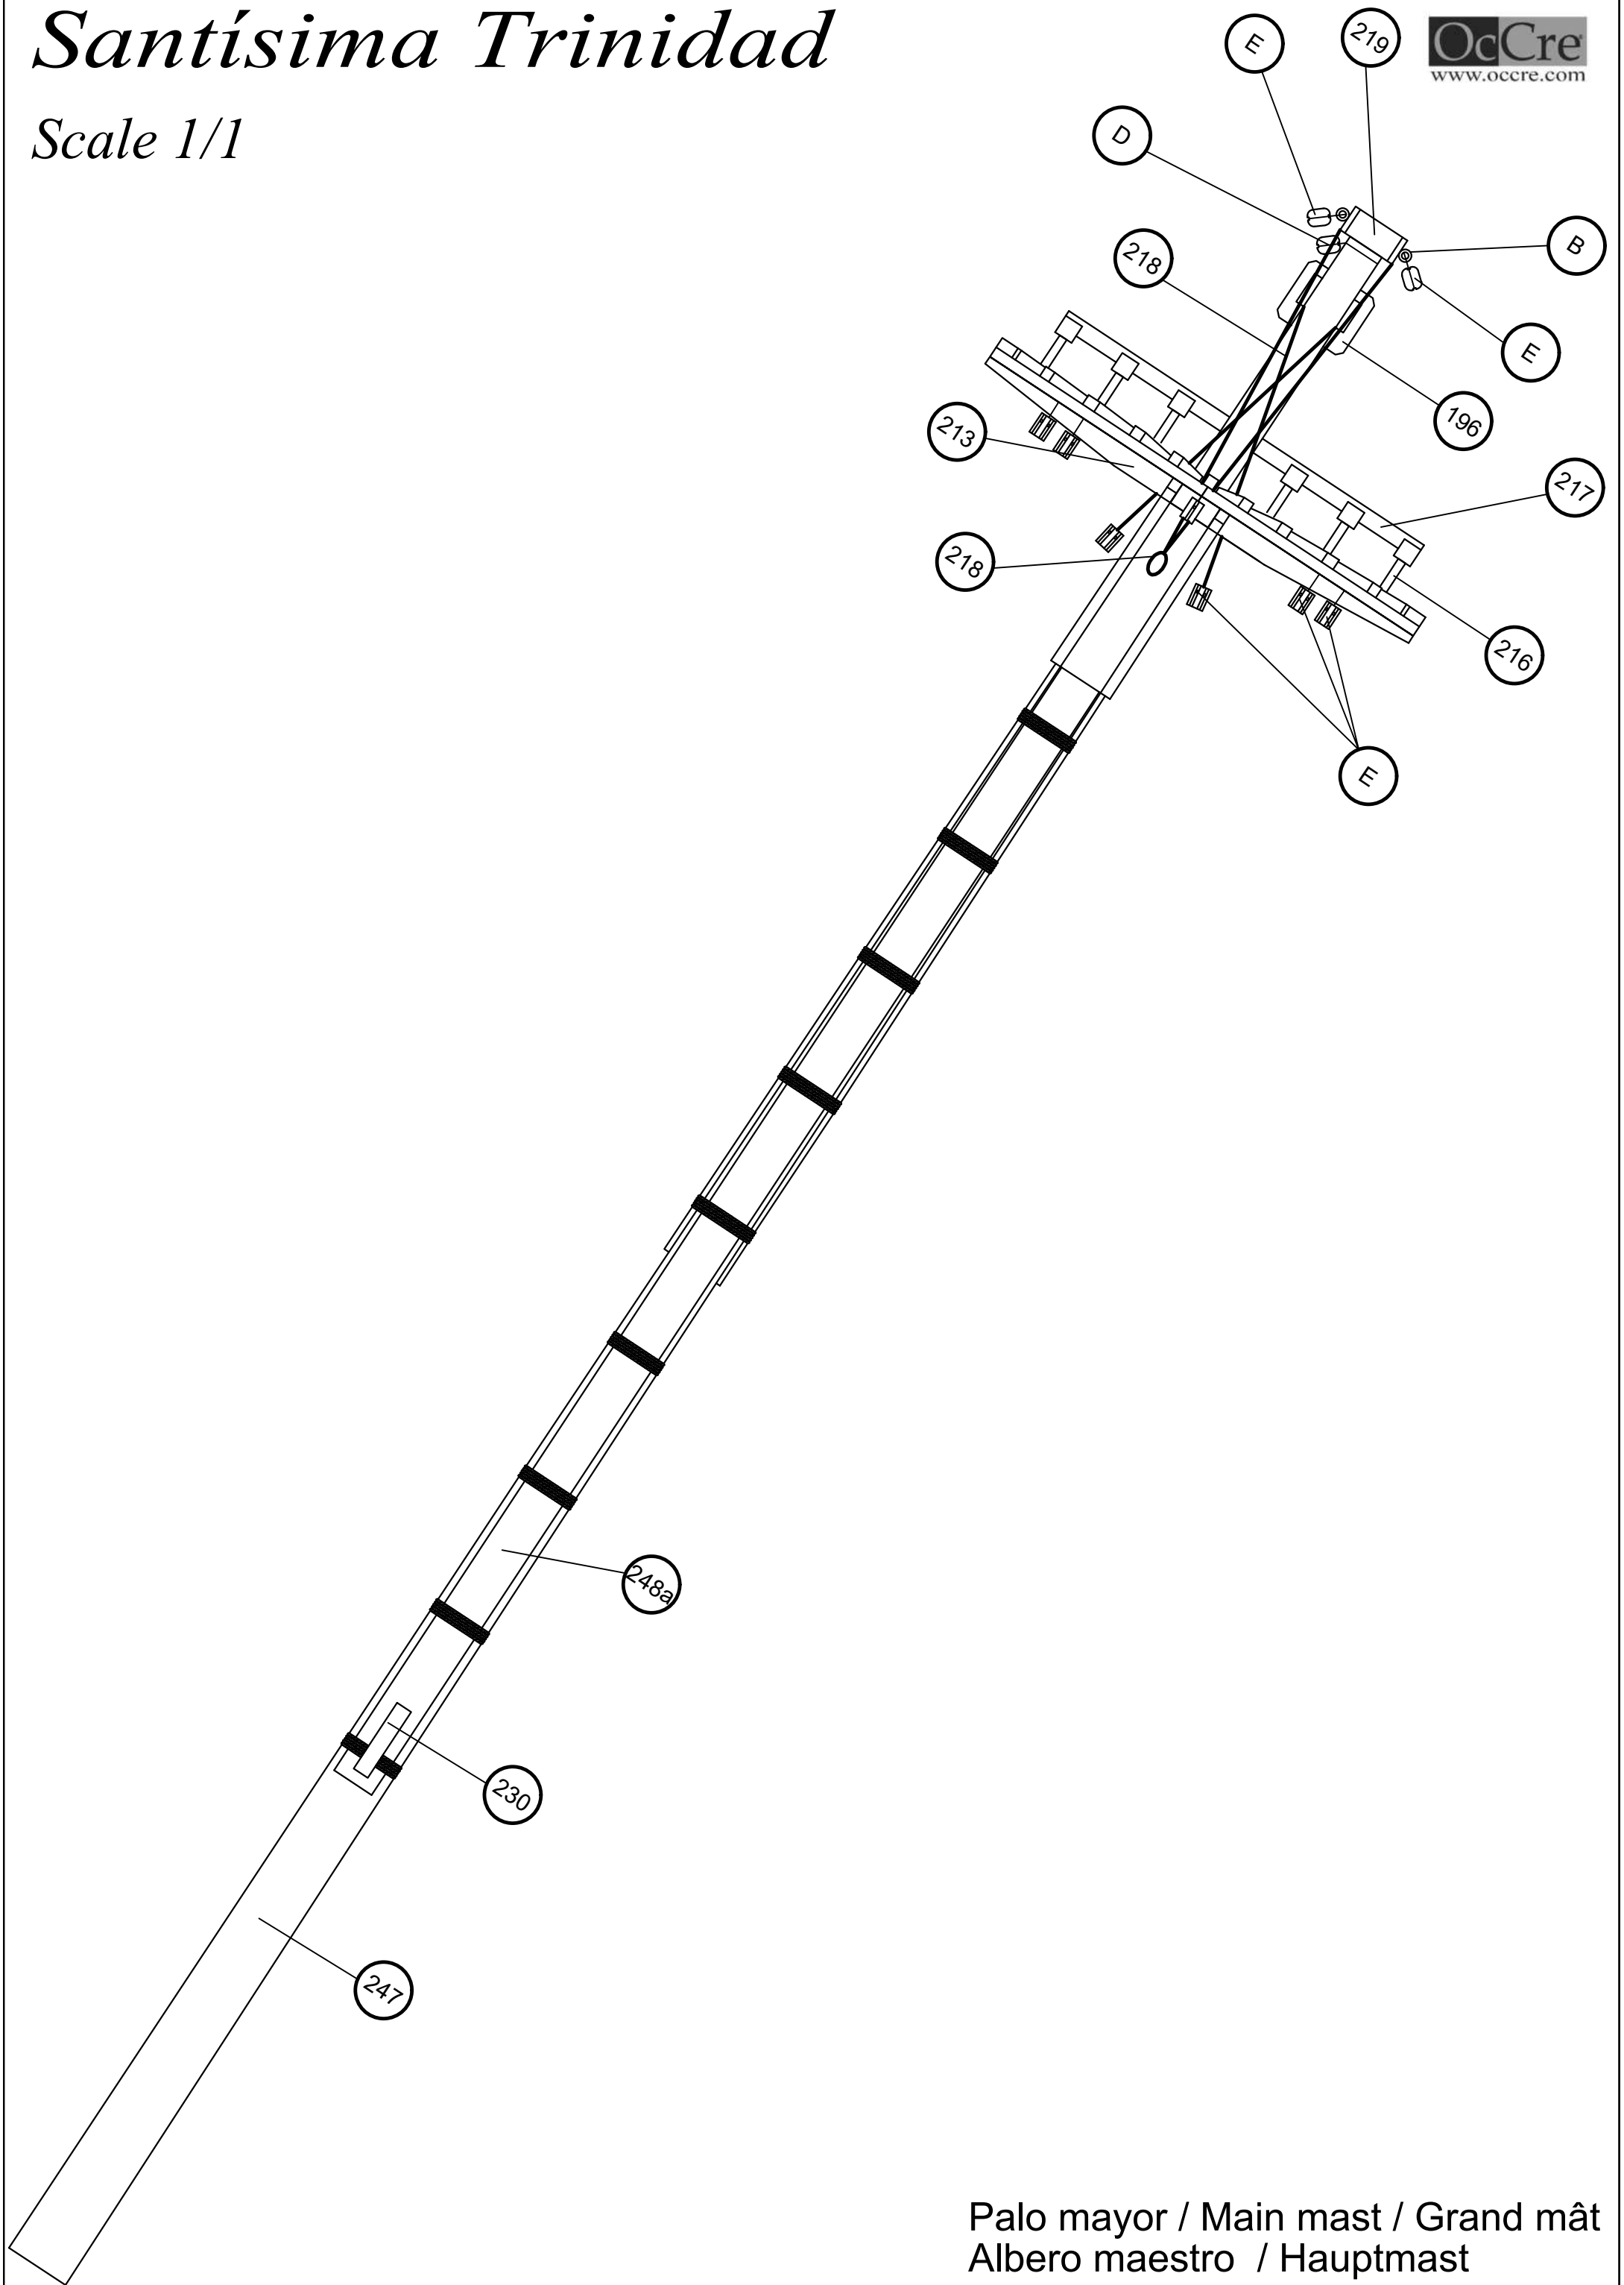 Santísima Trinidad
Scale 1/1
OcCre
www.occre.com
E
219
D
B
218
E
196
213
217
218
216
E
248a
230
247
Palo mayor / Main mast / Grand mât
Albero maestro / Hauptmast